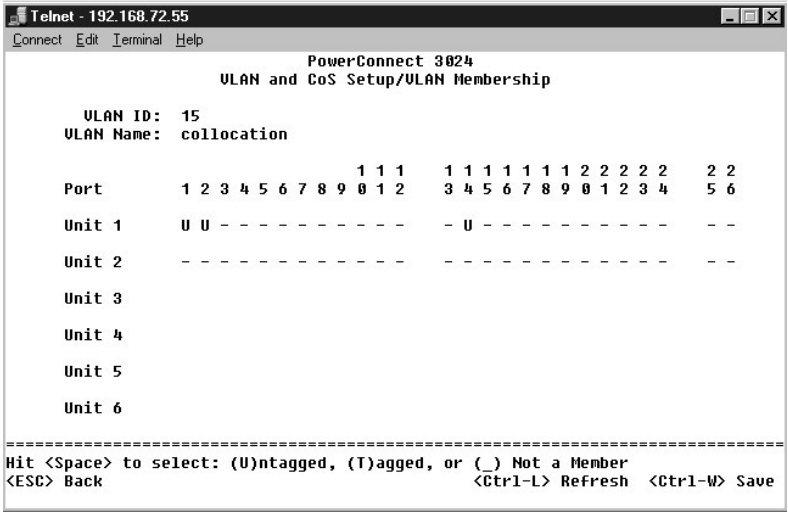 Telnet - 192.168.72.55
Connect Edit Terminal Help
PowerConnect 3024
VLAN and CoS Setup/VLAN Membership
VLAN ID: 15
VLAN Name: collocation
1 1 1 1 1 1 1 1 1 1 2 2 2 2 2 2 2
Port 1 2 3 4 5 6 7 8 9 0 1 2 3 4 5 6 7 8 9 0 1 2 3 4 5 6
Unit 1 U U - - - - - - - - - - - U - - - - - - - - - - - -
Unit 2 - - - - - - - - - - - - - - - - - - - - - - - - - -
Unit 3
Unit 4
Unit 5
Unit 6
================================================================================
Hit <Space> to select: (U)ntagged, (T)agged, or (_) Not a Member
<ESC> Back <Ctrl-L> Refresh <Ctrl-W> Save